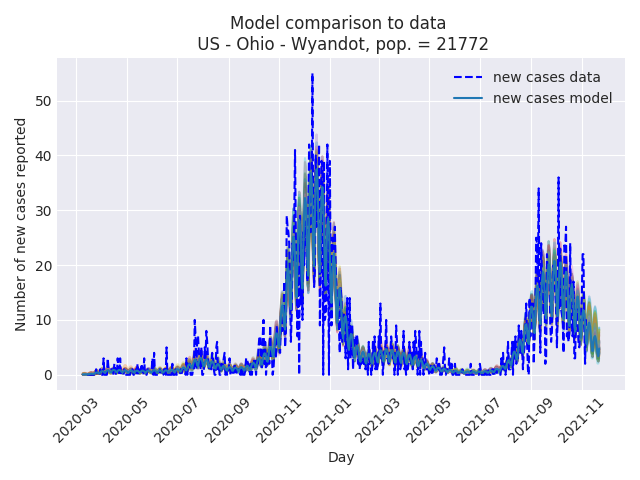 Model comparison to data
US - Ohio - Wyandot, pop. = 21772
new cases data
new cases model
Number of new cases reported
50
40
30
20
10
0
2020-03
2020-05
2020-07
2020-09
2020-11
2021-01
2021-03
2021-05
2021-07
2021-09
2021-11
Day